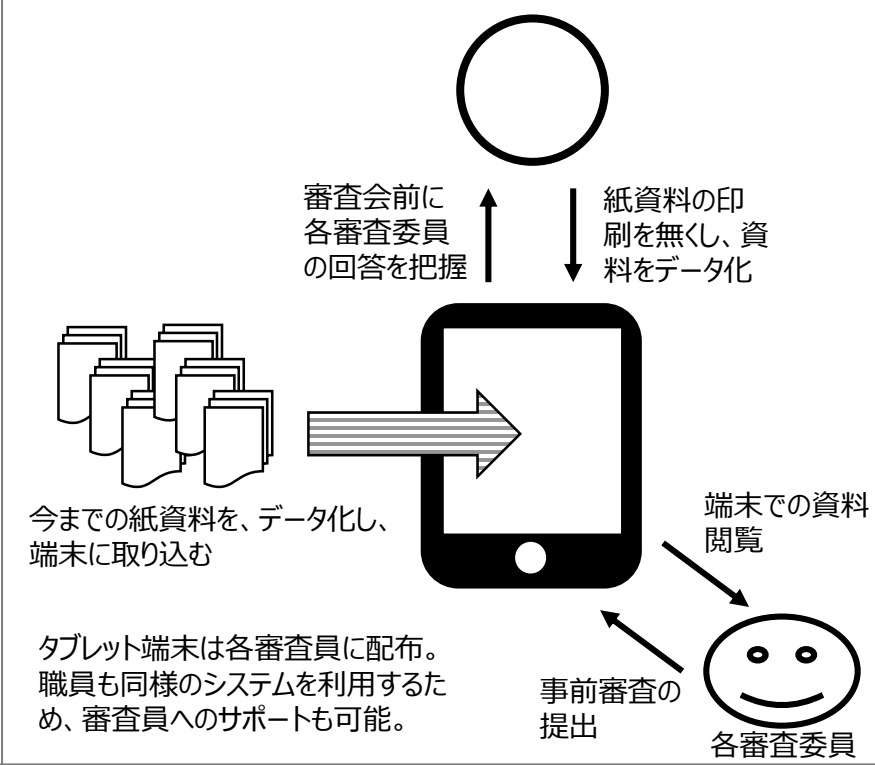 審査会前に
各審査委員
の回答を把握
紙資料の印
刷を無くし、資
料をデータ化
今までの紙資料を、データ化し、
端末に取り込む
端末での資料
閲覧
タブレット端末は各審査員に配布。
職員も同様のシステムを利用するた
め、審査員へのサポートも可能。
事前審査の
提出
各審査委員